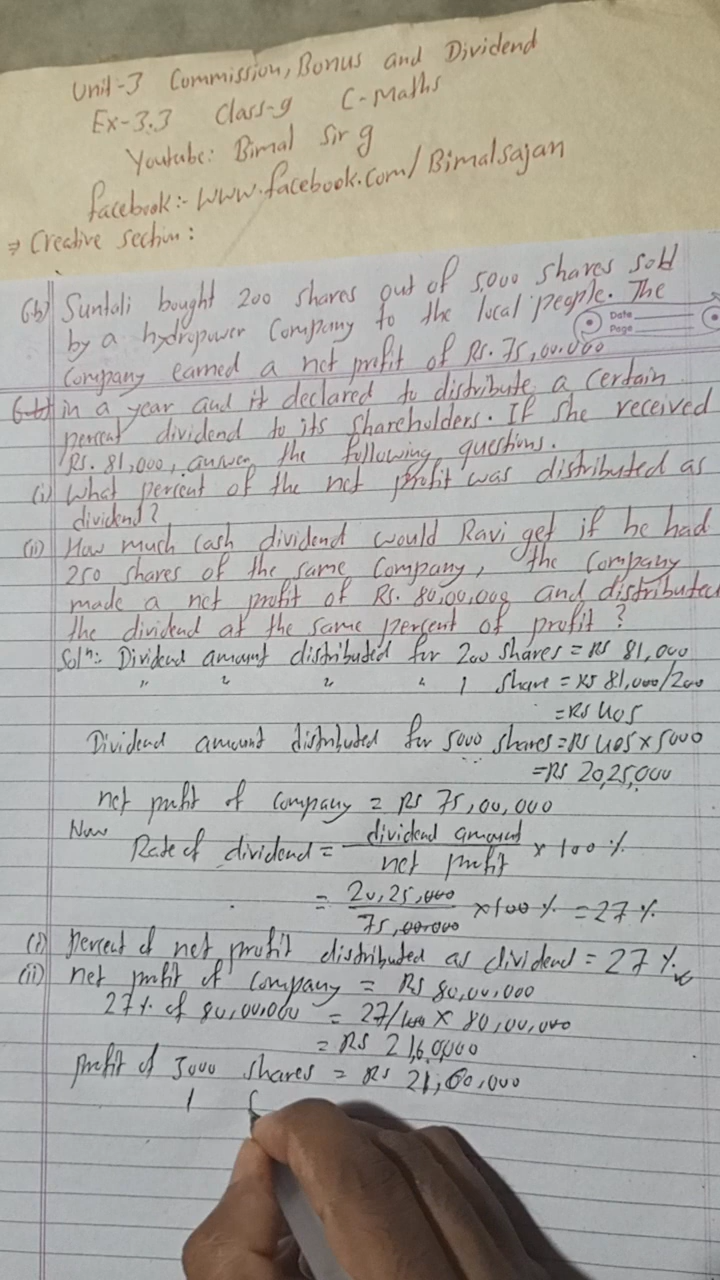 Unit-3 Commission, Bonus and Dividend
Ex-3.3 Class-9 C-Maths
Youtube: Bimal Sir g
facebook:- www.facebook.com/Bimalsajan
⇒ Creative section:
6b) Suntali bought 200 shares out of 5,000 shares sold
by a hydropower Company to the local people. The
Date
Page
Company earned a net profit of Rs. 75,00,000
in a year and it declared to distribute a certain
percent dividend to its shareholders. If she received
Rs. 81,000, answer the following questions.
(i) What percent of the net profit was distributed as
dividend?
(ii) How much cash dividend would Ravi get if he had
250 shares of the same Company, the Company
made a net profit of Rs. 80,00,000 and distributed
the dividend at the same percent of profit?
Solⁿ: Dividend amount distributed for 200 shares = Rs 81,000
" " " " 1 share = Rs 81,000/200
= Rs 405
Dividend amount distributed for 5000 shares = Rs 405 × 5000
= Rs 20,25,000
net profit of Company = Rs 75,00,000
Now
Rate of dividend = dividend amount / net profit × 100 %
= 20,25,000 / 75,00,000 × 100 % = 27 %
(i) Percent of net profit distributed as dividend = 27 %
(ii) net profit of Company = Rs 80,00,000
27% of 80,00,000 = 27/100 × 80,00,000
= Rs 21,60,000
Profit of 5000 shares = Rs 21,60,000
1